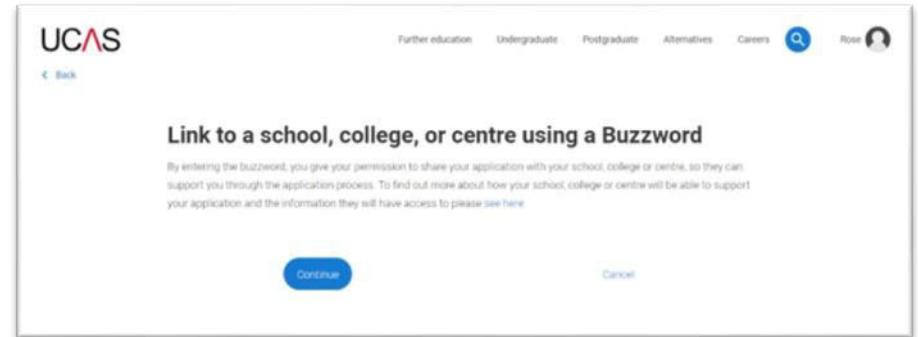 UCAS
Further education Undergraduate Postgraduate Alternatives Careers Rose
Back
Link to a school, college, or centre using a Buzzword
By entering the buzzword, you give your permission to share your application with your school, college or centre, so they can
support you through the application process. To find out more about how your school, college or centre will be able to support
your application and the information they will have access to please see here
Continue Cancel